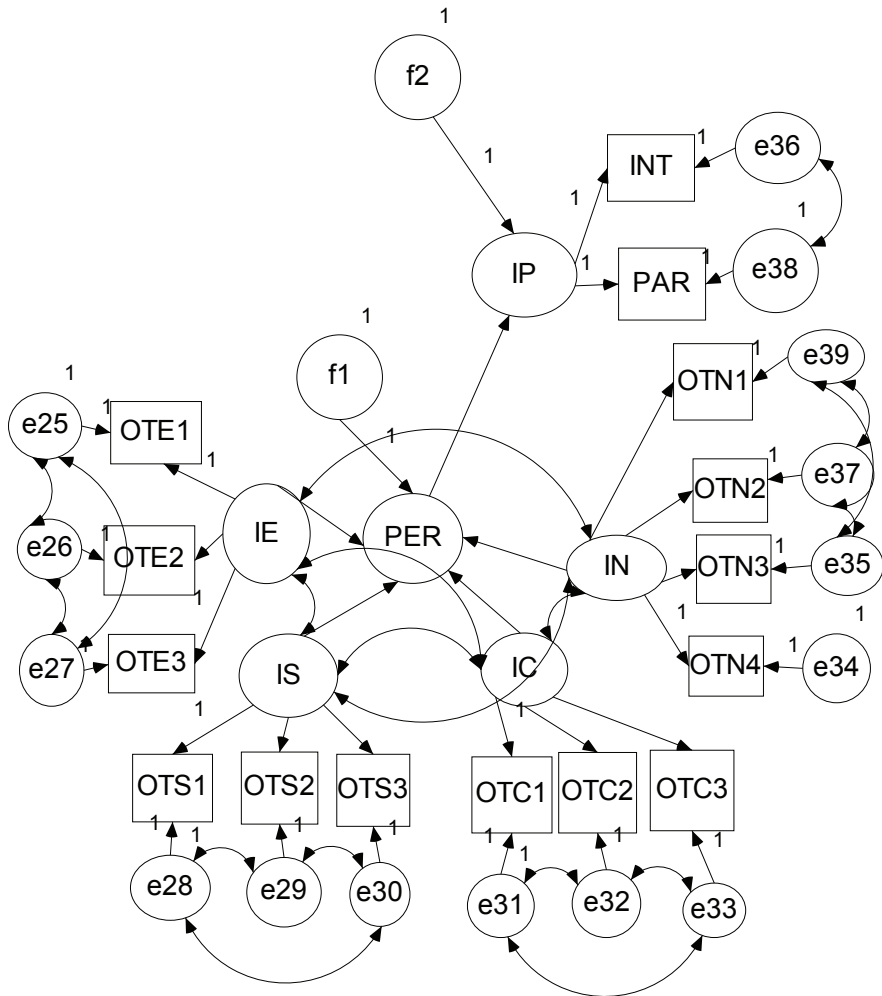 1
f2
1
1
INT
e36
1
1
IP
1
PAR
1
e38
1
f1
1
OTN1
1
e39
1
e25
1
OTE1
1
1
OTN2
1
e37
e26
1
OTE2
IE
PER
IN
OTN3
1
e35
1
1
1
e27
1
OTE3
IS
IC
OTN4
1
e34
1
1
OTS1
OTS2
OTS3
OTC1
OTC2
OTC3
1
1
1
1
1
1
1
1
e28
e29
e30
e31
e32
e33